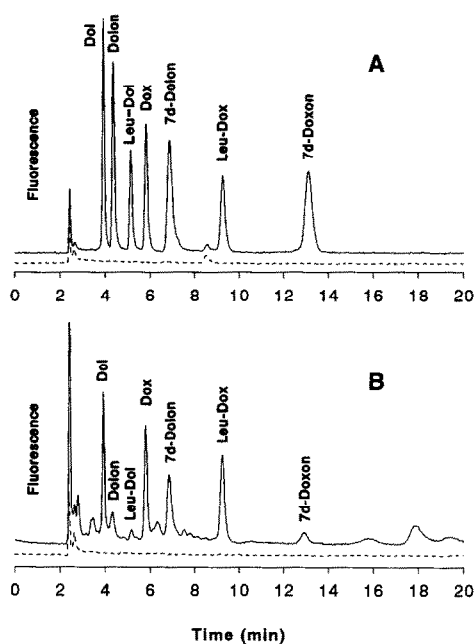 A
Fluorescence
Dol
Dolon
Leu-Dol
Dox
7d-Dolon
Leu-Dox
7d-Doxon
0 2 4 6 8 10 12 14 16 18 20
B
Fluorescence
Dol
Dolon
Leu-Dol
Dox
7d-Dolon
Leu-Dox
7d-Doxon
0 2 4 6 8 10 12 14 16 18 20
Time (min)